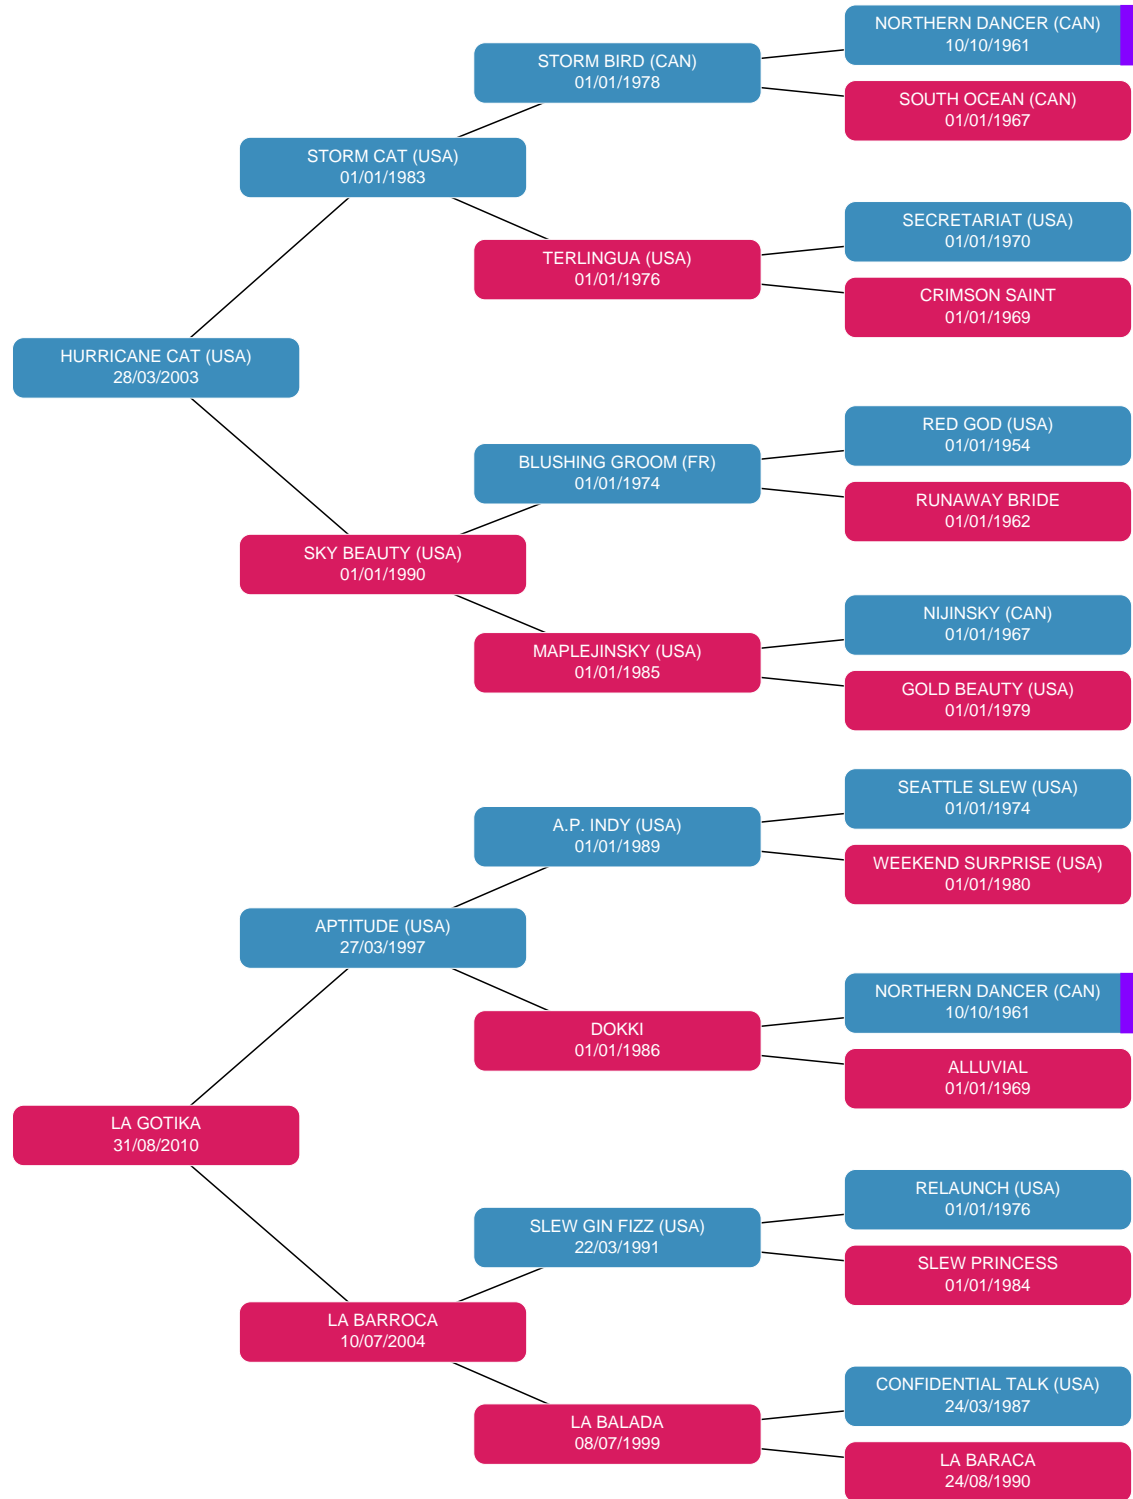 NORTHERN DANCER (CAN)
10/10/1961
STORM BIRD (CAN)
01/01/1978
SOUTH OCEAN (CAN)
01/01/1967
STORM CAT (USA)
01/01/1983
SECRETARIAT (USA)
01/01/1970
TERLINGUA (USA)
01/01/1976
CRIMSON SAINT
01/01/1969
HURRICANE CAT (USA)
28/03/2003
RED GOD (USA)
01/01/1954
BLUSHING GROOM (FR)
01/01/1974
RUNAWAY BRIDE
01/01/1962
SKY BEAUTY (USA)
01/01/1990
NIJINSKY (CAN)
01/01/1967
MAPLEJINSKY (USA)
01/01/1985
GOLD BEAUTY (USA)
01/01/1979
SEATTLE SLEW (USA)
01/01/1974
A.P. INDY (USA)
01/01/1989
WEEKEND SURPRISE (USA)
01/01/1980
APTITUDE (USA)
27/03/1997
NORTHERN DANCER (CAN)
10/10/1961
DOKKI
01/01/1986
ALLUVIAL
01/01/1969
LA GOTIKA
31/08/2010
RELAUNCH (USA)
01/01/1976
SLEW GIN FIZZ (USA)
22/03/1991
SLEW PRINCESS
01/01/1984
LA BARROCA
10/07/2004
CONFIDENTIAL TALK (USA)
24/03/1987
LA BALADA
08/07/1999
LA BARACA
24/08/1990